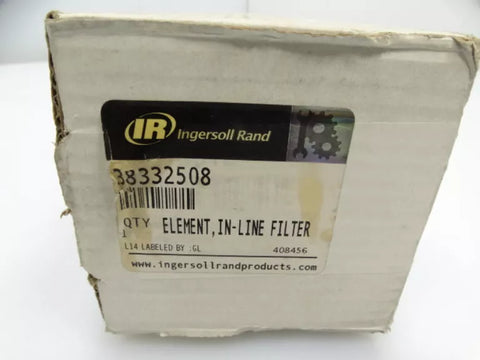 IR Ingersoll Rand
38332508
QTY ELEMENT,IN-LINE FILTER
1
L14 LABELED BY :GL 408456
www.ingersollrandproducts.com